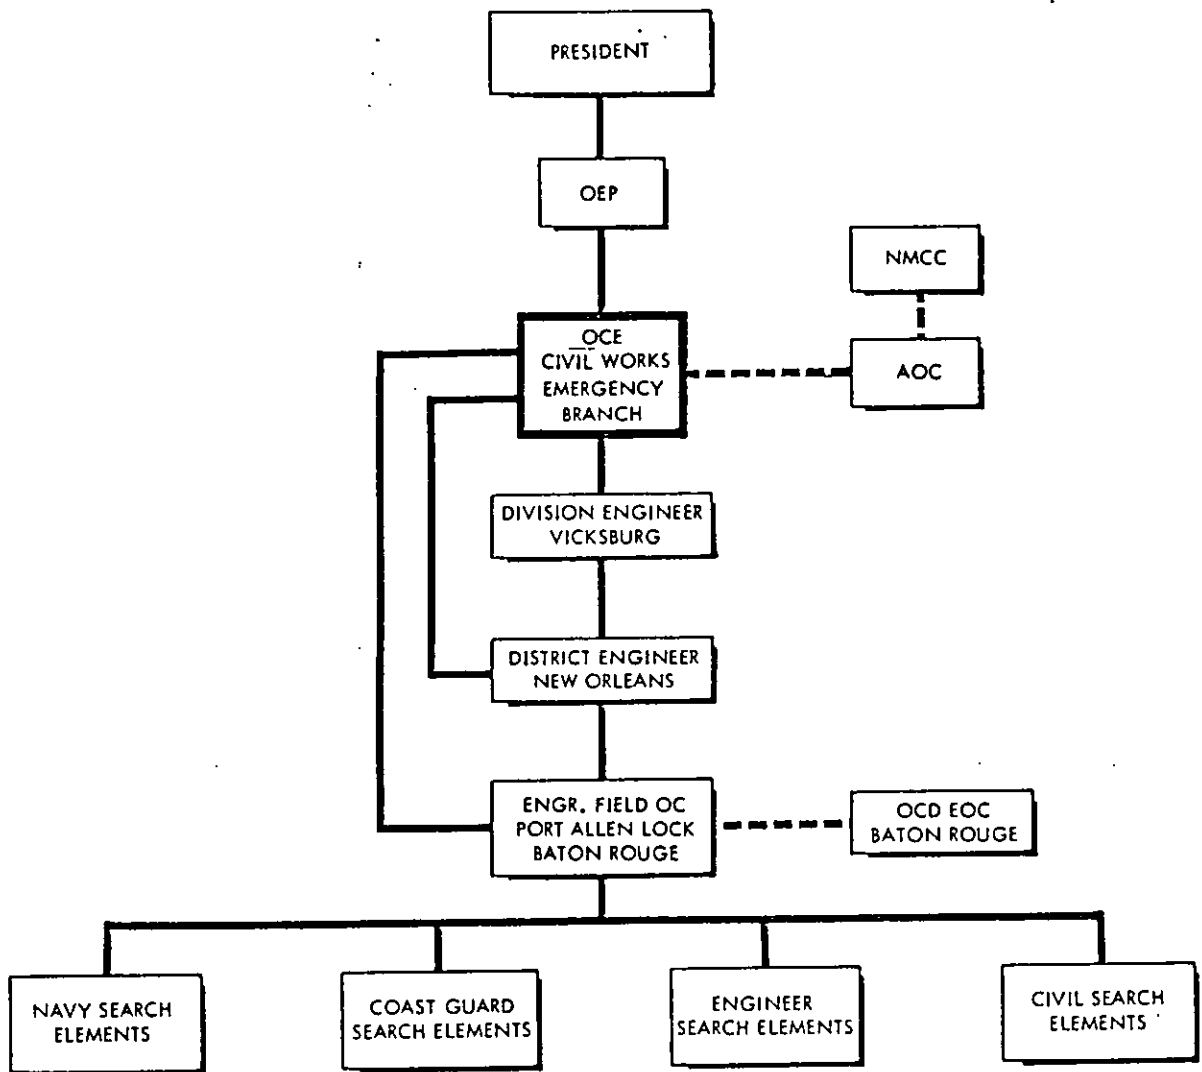 PRESIDENT
OEP
NMCC
OCE
CIVIL WORKS
EMERGENCY
BRANCH
AOC
DIVISION ENGINEER
VICKSBURG
DISTRICT ENGINEER
NEW ORLEANS
ENGR. FIELD OC
PORT ALLEN LOCK
BATON ROUGE
OCD EOC
BATON ROUGE
NAVY SEARCH
ELEMENTS
COAST GUARD
SEARCH ELEMENTS
ENGINEER
SEARCH ELEMENTS
CIVIL SEARCH
ELEMENTS